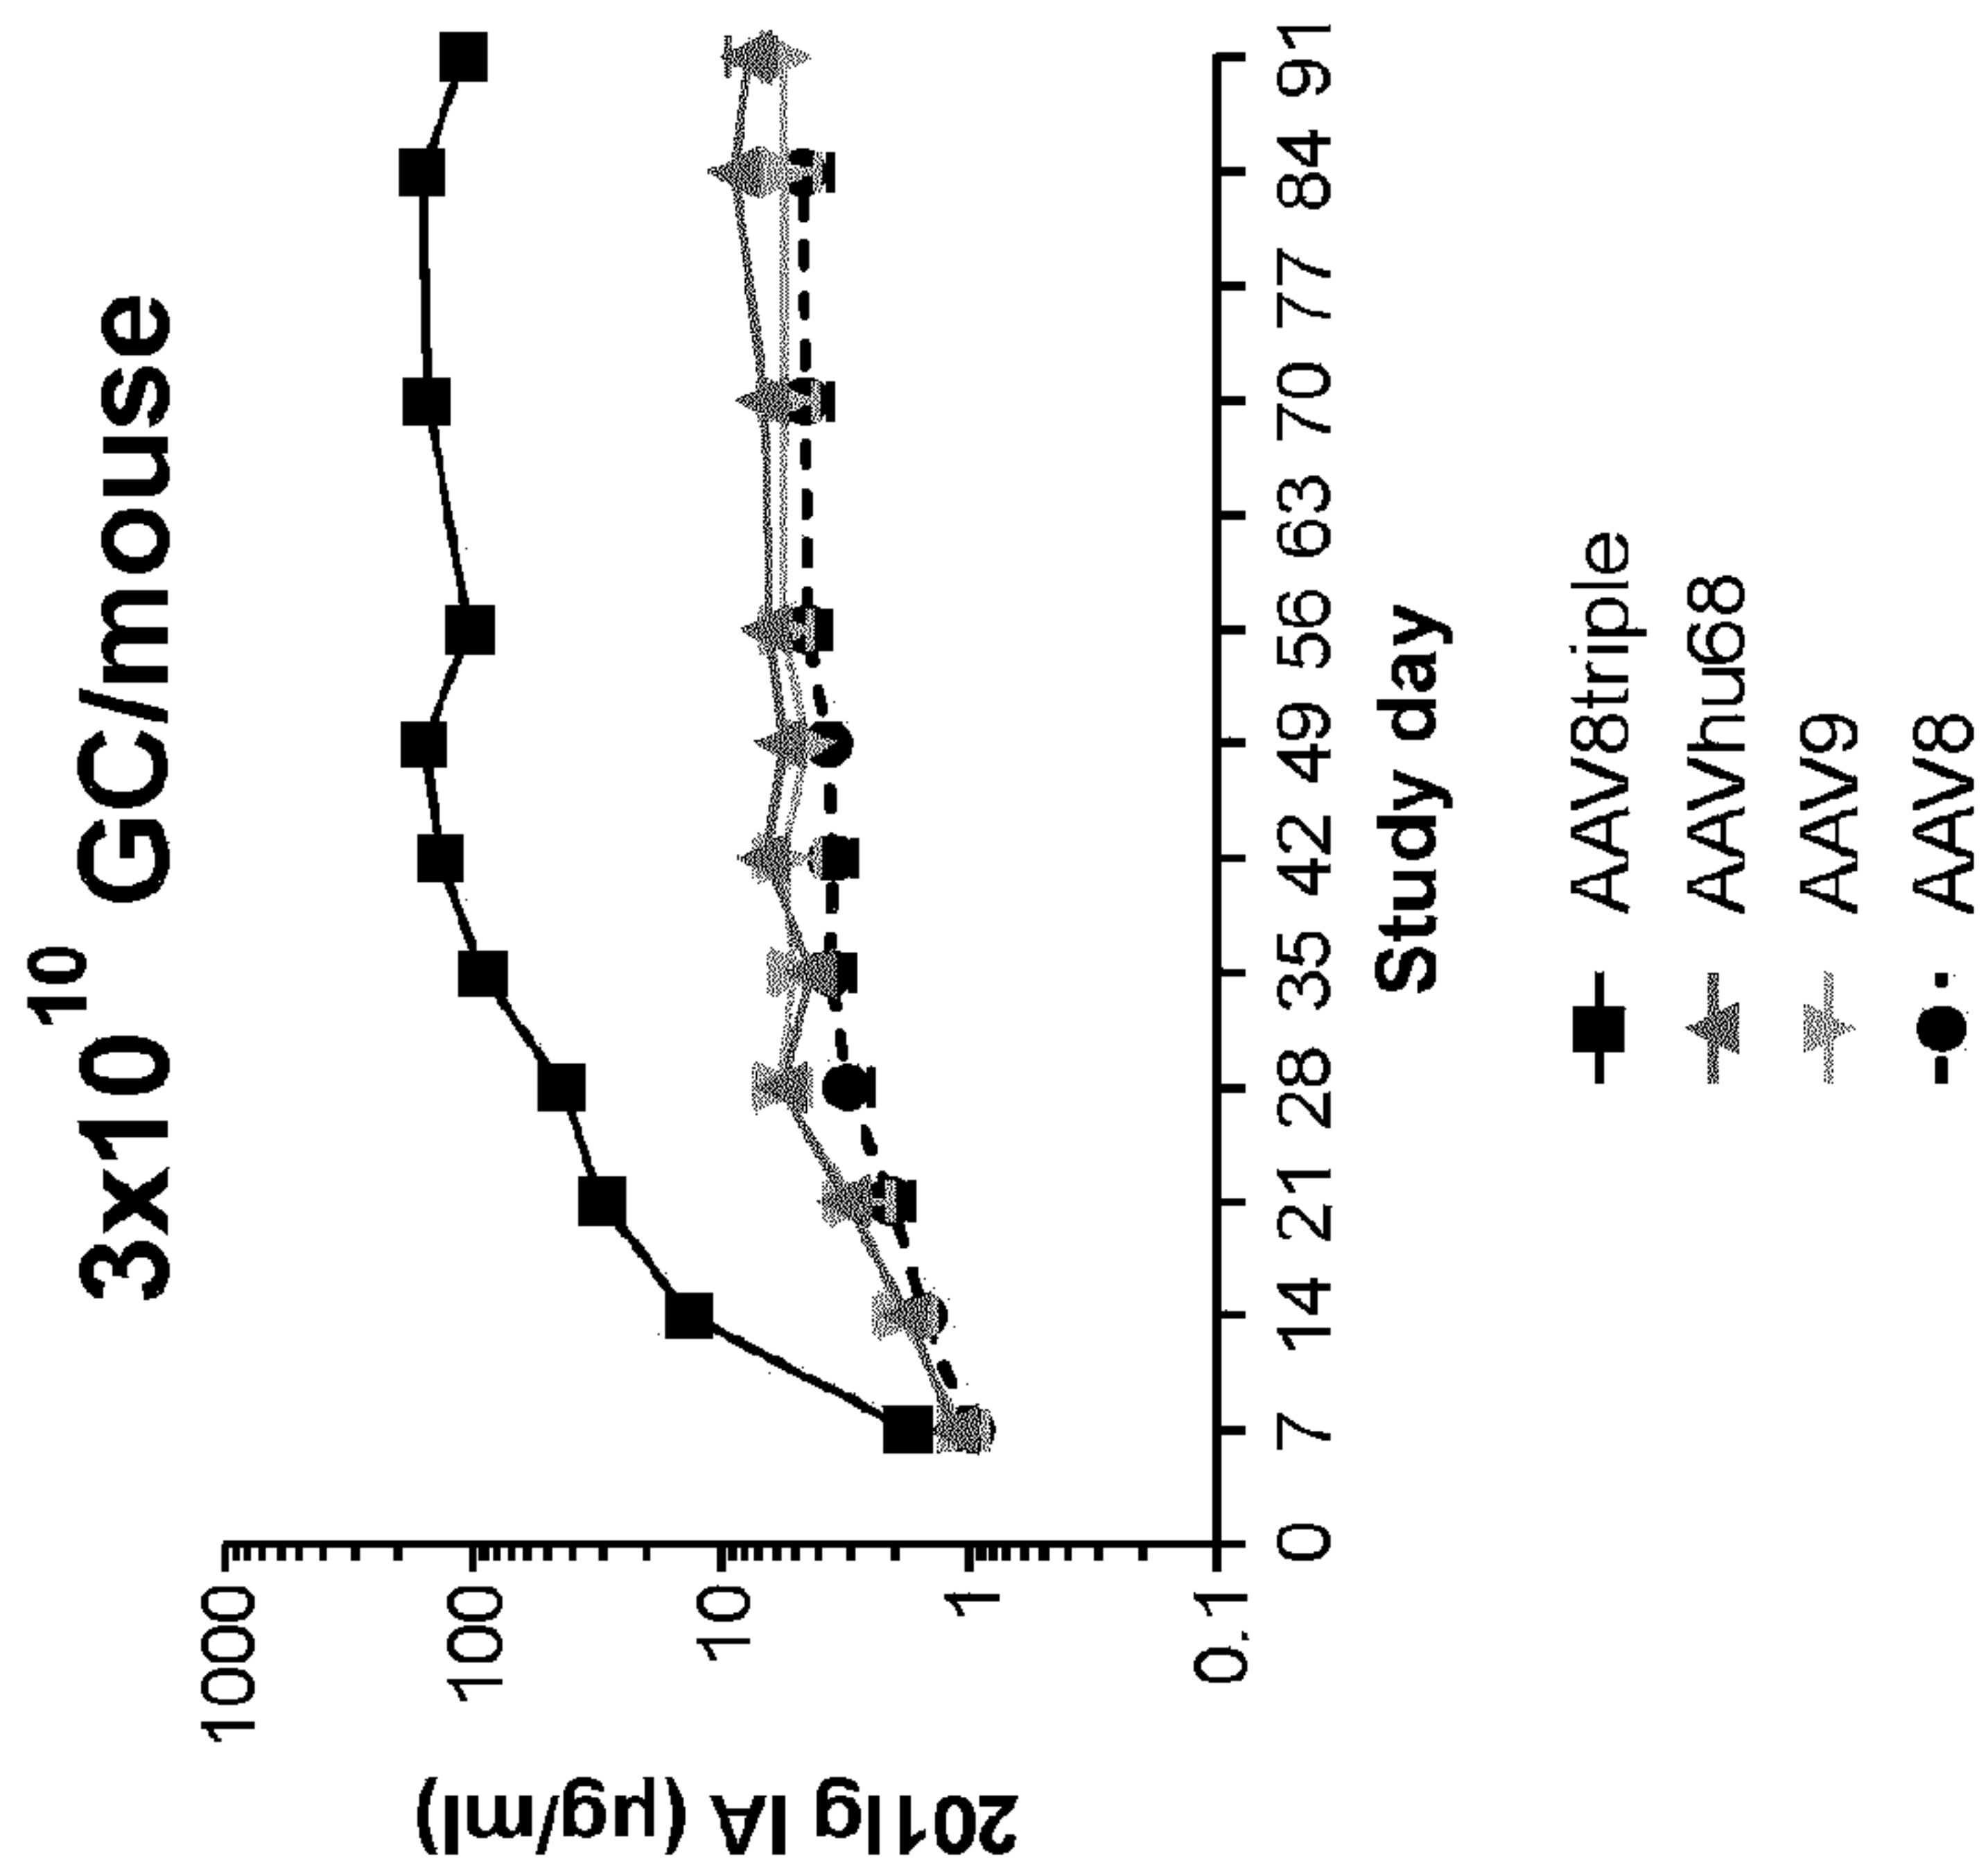 3x10^10 GC/mouse
201Ig IA (µg/ml)
1000
100
10
1
0.1
0 7 14 21 28 35 42 49 56 63 70 77 84 91
Study day
AAV8triple
AAVhu68
AAV9
AAV8